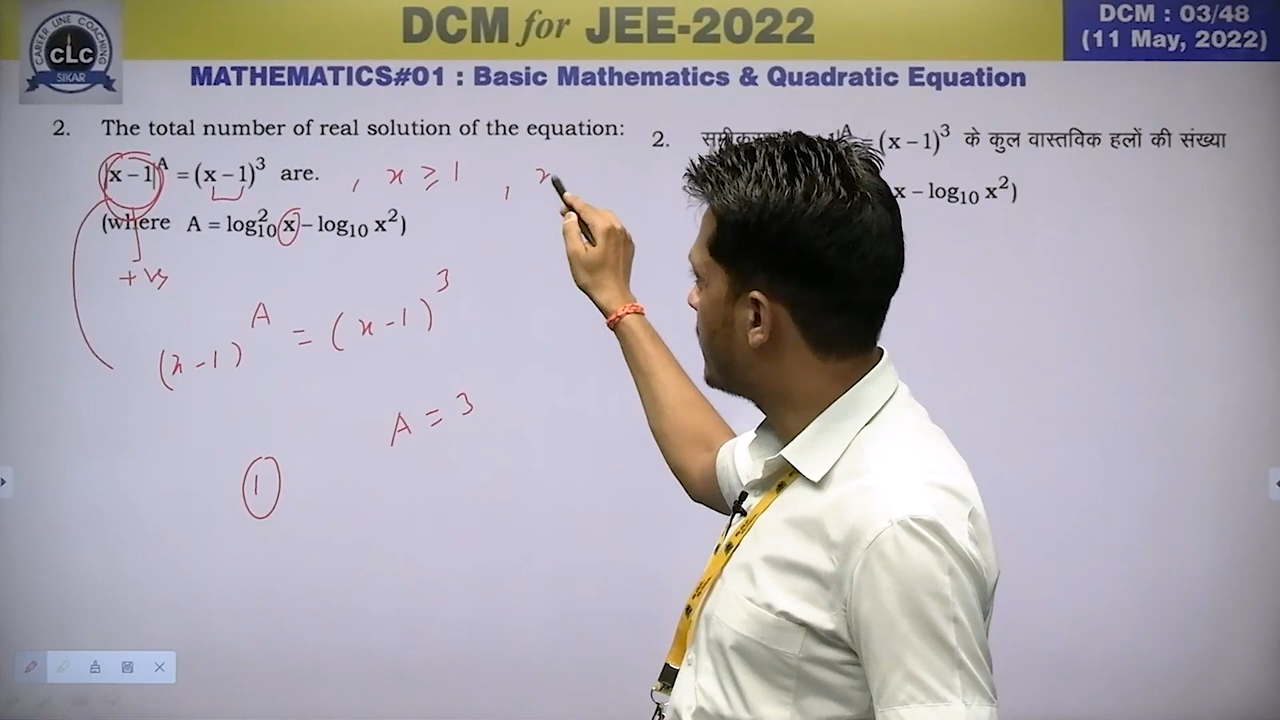 DCM for JEE-2022
DCM : 03/48
(11 May, 2022)
CAREER LINE COACHING
CLC
SIKAR
MATHEMATICS#01 : Basic Mathematics & Quadratic Equation
2. The total number of real solution of the equation:
|x – 1|^A = (x – 1)^3 are.
, x ≥ 1
, x
(where A = log²₁₀ x – log₁₀ x²)
+ve
(x - 1)^A = (x - 1)^3
A = 3
1
2.
A
(x – 1)^3 के कुल वास्तविक हलों की संख्या
x – log₁₀ x²)